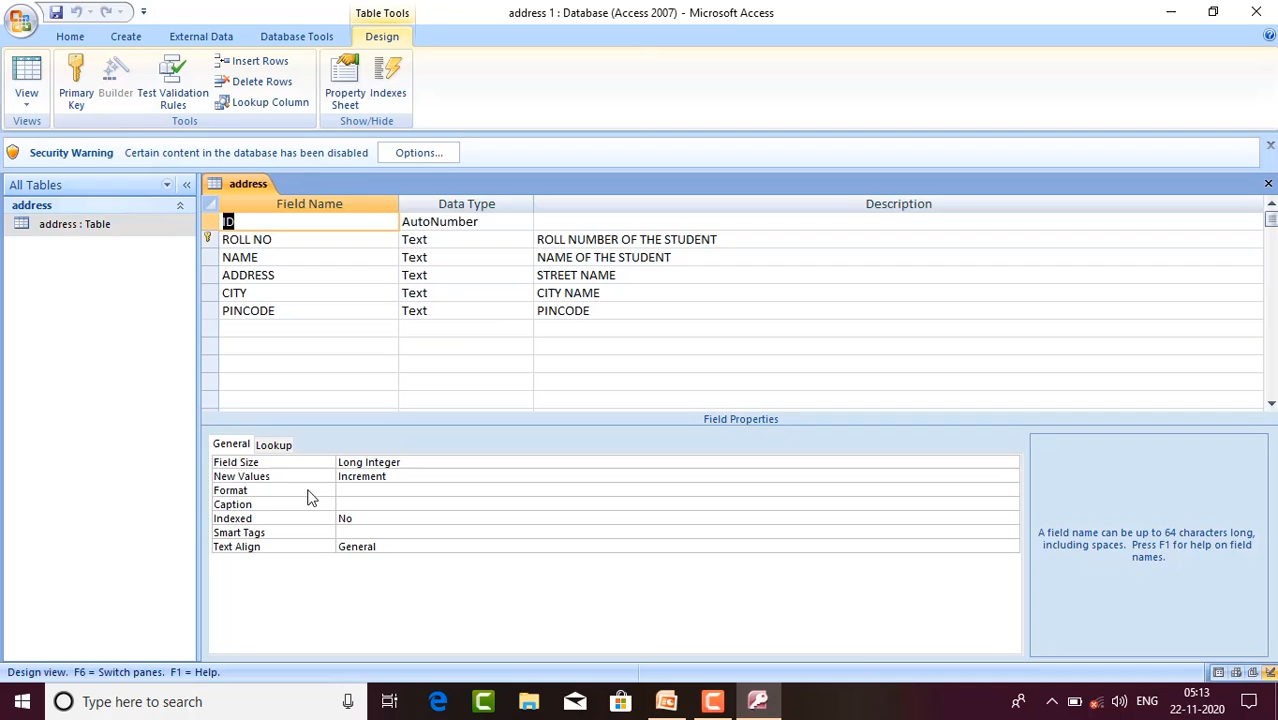 Table Tools
address 1 : Database (Access 2007) - Microsoft Access
Home
Create
External Data
Database Tools
Design
View
Primary Key
Builder
Test Validation Rules
Insert Rows
Delete Rows
Lookup Column
Property Sheet
Indexes
Views
Tools
Show/Hide
Security Warning Certain content in the database has been disabled Options...
All Tables
address
address : Table
address
Field Name Data Type Description
ID AutoNumber
ROLL NO Text ROLL NUMBER OF THE STUDENT
NAME Text NAME OF THE STUDENT
ADDRESS Text STREET NAME
CITY Text CITY NAME
PINCODE Text PINCODE
Field Properties
General Lookup
Field Size Long Integer
New Values Increment
Format
Caption
Indexed No
Smart Tags
Text Align General
A field name can be up to 64 characters long,
including spaces. Press F1 for help on field
names.
Design view. F6 = Switch panes. F1 = Help.
Type here to search
ENG
05:13
22-11-2020